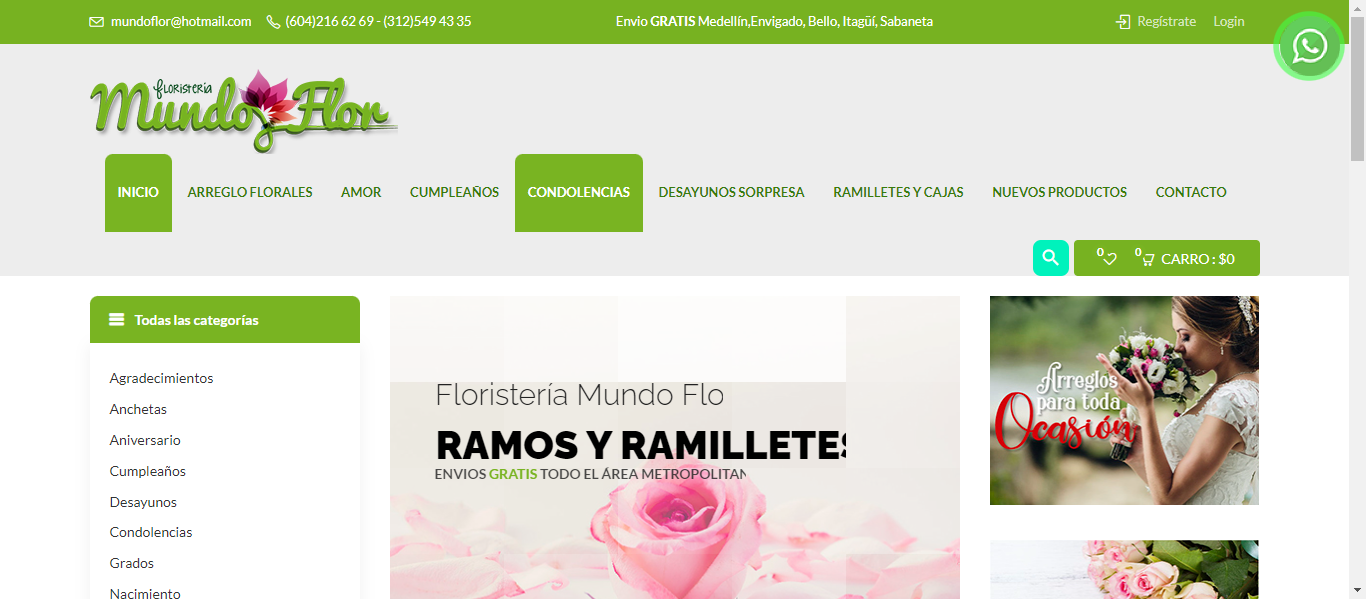 mundoflor@hotmail.com (604)216 62 69 - (312)549 43 35 Envio GRATIS Medellín,Envigado, Bello, Itagüí, Sabaneta Regístrate Login
floristeria
Mundo Flor
INICIO ARREGLO FLORALES AMOR CUMPLEAÑOS CONDOLENCIAS DESAYUNOS SORPRESA RAMILLETES Y CAJAS NUEVOS PRODUCTOS CONTACTO
0 0 CARRO : $0
Todas las categorías
Agradecimientos
Anchetas
Aniversario
Cumpleaños
Desayunos
Condolencias
Grados
Nacimiento
Floristería Mundo Flo
RAMOS Y RAMILLETES
ENVIOS GRATIS TODO EL ÁREA METROPOLITAN
Arreglos
para toda
Ocasión